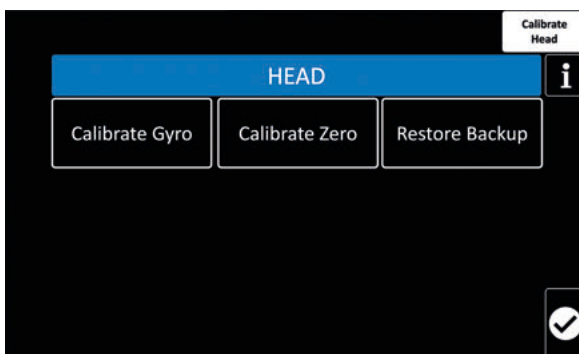 Calibrate
Head
HEAD
i
Calibrate Gyro Calibrate Zero Restore Backup